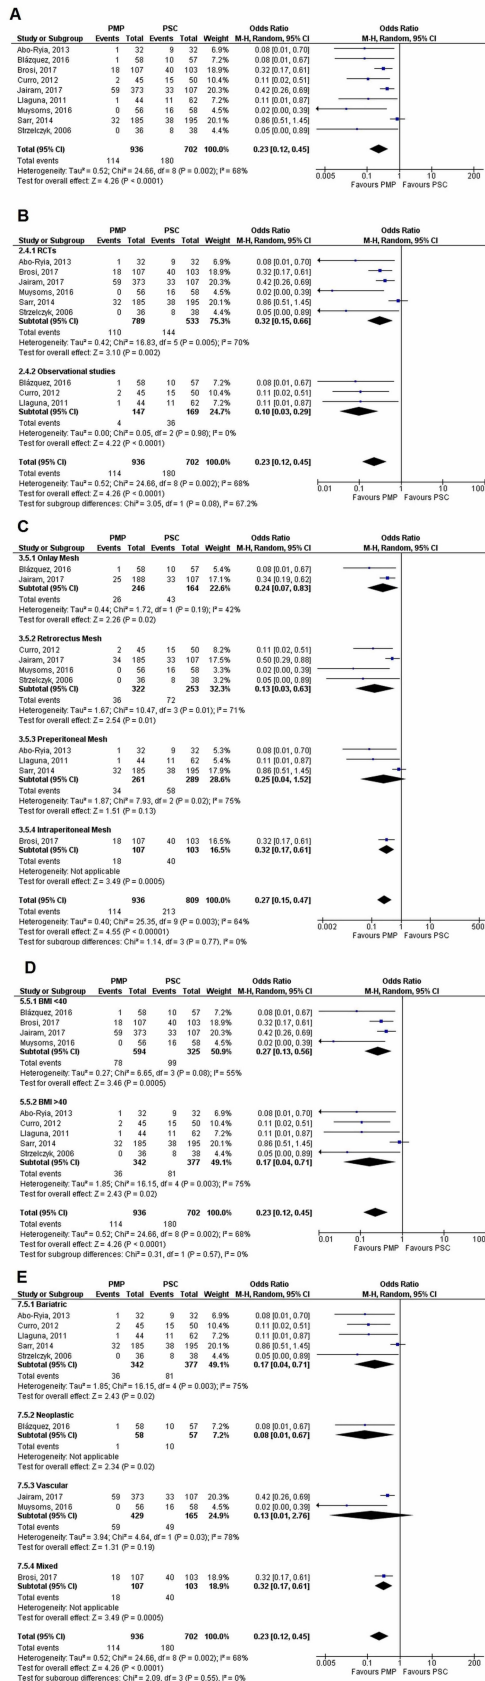 A
PMP PSC Odds Ratio Odds Ratio
Study or Subgroup Events Total Events Total Weight M-H, Random, 95% CI M-H, Random, 95% CI
Abo-Ryia, 2013 1 32 9 32 6.9% 0.08 [0.01, 0.70]
Blázquez, 2016 1 58 10 57 7.2% 0.08 [0.01, 0.67]
Brosi, 2017 18 107 40 103 18.9% 0.32 [0.17, 0.61]
Curro, 2012 2 45 15 50 10.4% 0.11 [0.02, 0.51]
Jairam, 2017 59 373 33 107 20.3% 0.42 [0.26, 0.69]
Llaguna, 2011 1 44 11 62 7.2% 0.11 [0.01, 0.87]
Muysoms, 2016 0 56 16 58 4.7% 0.02 [0.00, 0.39]
Sarr, 2014 32 185 38 195 20.1% 0.86 [0.51, 1.45]
Strzelczyk, 2006 0 36 8 38 4.4% 0.05 [0.00, 0.89]
Total (95% CI) 936 702 100.0% 0.23 [0.12, 0.45]
Total events 114 180
Heterogeneity: Tau² = 0.52; Chi² = 24.66, df = 8 (P = 0.002); I² = 68%
Test for overall effect: Z = 4.26 (P < 0.0001)
0.005 0.1 1 10 200
Favours PMP Favours PSC
B
PMP PSC Odds Ratio Odds Ratio
Study or Subgroup Events Total Events Total Weight M-H, Random, 95% CI M-H, Random, 95% CI
2.4.1 RCTs
Abo-Ryia, 2013 1 32 9 32 6.9% 0.08 [0.01, 0.70]
Brosi, 2017 18 107 40 103 18.9% 0.32 [0.17, 0.61]
Jairam, 2017 59 373 33 107 20.3% 0.42 [0.26, 0.69]
Muysoms, 2016 0 56 16 58 4.7% 0.02 [0.00, 0.39]
Sarr, 2014 32 185 38 195 20.1% 0.86 [0.51, 1.45]
Strzelczyk, 2006 0 36 8 38 4.4% 0.05 [0.00, 0.89]
Subtotal (95% CI) 789 533 75.3% 0.32 [0.15, 0.66]
Total events 110 144
Heterogeneity: Tau² = 0.42; Chi² = 16.83, df = 5 (P = 0.005); I² = 70%
Test for overall effect: Z = 3.10 (P = 0.002)
2.4.2 Observational studies
Blázquez, 2016 1 58 10 57 7.2% 0.08 [0.01, 0.67]
Curro, 2012 2 45 15 50 10.4% 0.11 [0.02, 0.51]
Llaguna, 2011 1 44 11 62 7.2% 0.11 [0.01, 0.87]
Subtotal (95% CI) 147 169 24.7% 0.10 [0.03, 0.29]
Total events 4 36
Heterogeneity: Tau² = 0.00; Chi² = 0.05, df = 2 (P = 0.98); I² = 0%
Test for overall effect: Z = 4.22 (P < 0.0001)
Total (95% CI) 936 702 100.0% 0.23 [0.12, 0.45]
Total events 114 180
Heterogeneity: Tau² = 0.52; Chi² = 24.66, df = 8 (P = 0.002); I² = 68%
Test for overall effect: Z = 4.26 (P < 0.0001)
Test for subgroup differences: Chi² = 3.05, df = 1 (P = 0.08), I² = 67.2%
0.01 0.1 1 10 100
Favours PMP Favours PSC
C
PMP PSC Odds Ratio Odds Ratio
Study or Subgroup Events Total Events Total Weight M-H, Random, 95% CI M-H, Random, 95% CI
3.5.1 Onlay Mesh
Blázquez, 2016 1 58 10 57 5.4% 0.08 [0.01, 0.67]
Jairam, 2017 25 188 33 107 17.1% 0.34 [0.19, 0.62]
Subtotal (95% CI) 246 164 22.6% 0.24 [0.07, 0.83]
Total events 26 43
Heterogeneity: Tau² = 0.44; Chi² = 1.72, df = 1 (P = 0.19); I² = 42%
Test for overall effect: Z = 2.26 (P = 0.02)
3.5.2 Retrorectus Mesh
Curro, 2012 2 45 15 50 8.2% 0.11 [0.02, 0.51]
Jairam, 2017 34 185 33 107 17.5% 0.50 [0.29, 0.88]
Muysoms, 2016 0 56 16 58 3.4% 0.02 [0.00, 0.39]
Strzelczyk, 2006 0 36 8 38 3.2% 0.05 [0.00, 0.89]
Subtotal (95% CI) 322 253 32.3% 0.13 [0.03, 0.63]
Total events 36 72
Heterogeneity: Tau² = 1.67; Chi² = 10.47, df = 3 (P = 0.01); I² = 71%
Test for overall effect: Z = 2.54 (P = 0.01)
3.5.3 Preperitoneal Mesh
Abo-Ryia, 2013 1 32 9 32 5.3% 0.08 [0.01, 0.70]
Llaguna, 2011 1 44 11 62 5.4% 0.11 [0.01, 0.87]
Sarr, 2014 32 185 38 195 17.9% 0.86 [0.51, 1.45]
Subtotal (95% CI) 261 289 28.6% 0.25 [0.04, 1.52]
Total events 34 58
Heterogeneity: Tau² = 1.87; Chi² = 7.93, df = 2 (P = 0.02); I² = 75%
Test for overall effect: Z = 1.51 (P = 0.13)
3.5.4 Intraperitoneal Mesh
Brosi, 2017 18 107 40 103 16.5% 0.32 [0.17, 0.61]
Subtotal (95% CI) 107 103 16.5% 0.32 [0.17, 0.61]
Total events 18 40
Heterogeneity: Not applicable
Test for overall effect: Z = 3.49 (P = 0.0005)
Total (95% CI) 936 809 100.0% 0.27 [0.15, 0.47]
Total events 114 213
Heterogeneity: Tau² = 0.40; Chi² = 25.35, df = 9 (P = 0.003); I² = 64%
Test for overall effect: Z = 4.55 (P < 0.00001)
Test for subgroup differences: Chi² = 1.14, df = 3 (P = 0.77), I² = 0%
0.002 0.1 1 10 500
Favours PMP Favours PSC
D
PMP PSC Odds Ratio Odds Ratio
Study or Subgroup Events Total Events Total Weight M-H, Random, 95% CI M-H, Random, 95% CI
5.5.1 BMI <40
Blázquez, 2016 1 58 10 57 7.2% 0.08 [0.01, 0.67]
Brosi, 2017 18 107 40 103 18.9% 0.32 [0.17, 0.61]
Jairam, 2017 59 373 33 107 20.3% 0.42 [0.26, 0.69]
Muysoms, 2016 0 56 16 58 4.7% 0.02 [0.00, 0.39]
Subtotal (95% CI) 594 325 50.9% 0.27 [0.13, 0.56]
Total events 78 99
Heterogeneity: Tau² = 0.27; Chi² = 6.65, df = 3 (P = 0.08); I² = 55%
Test for overall effect: Z = 3.46 (P = 0.0005)
5.5.2 BMI >40
Abo-Ryia, 2013 1 32 9 32 6.9% 0.08 [0.01, 0.70]
Curro, 2012 2 45 15 50 10.4% 0.11 [0.02, 0.51]
Llaguna, 2011 1 44 11 62 7.2% 0.11 [0.01, 0.87]
Sarr, 2014 32 185 38 195 20.1% 0.86 [0.51, 1.45]
Strzelczyk, 2006 0 36 8 38 4.4% 0.05 [0.00, 0.89]
Subtotal (95% CI) 342 377 49.1% 0.17 [0.04, 0.71]
Total events 36 81
Heterogeneity: Tau² = 1.85; Chi² = 16.15, df = 4 (P = 0.003); I² = 75%
Test for overall effect: Z = 2.43 (P = 0.02)
Total (95% CI) 936 702 100.0% 0.23 [0.12, 0.45]
Total events 114 180
Heterogeneity: Tau² = 0.52; Chi² = 24.66, df = 8 (P = 0.002); I² = 68%
Test for overall effect: Z = 4.26 (P < 0.0001)
Test for subgroup differences: Chi² = 0.31, df = 1 (P = 0.57), I² = 0%
0.01 0.1 1 10 100
Favours PMP Favours PSC
E
PMP PSC Odds Ratio Odds Ratio
Study or Subgroup Events Total Events Total Weight M-H, Random, 95% CI M-H, Random, 95% CI
7.5.1 Bariatric
Abo-Ryia, 2013 1 32 9 32 6.9% 0.08 [0.01, 0.70]
Curro, 2012 2 45 15 50 10.4% 0.11 [0.02, 0.51]
Llaguna, 2011 1 44 11 62 7.2% 0.11 [0.01, 0.87]
Sarr, 2014 32 185 38 195 20.1% 0.86 [0.51, 1.45]
Strzelczyk, 2006 0 36 8 38 4.4% 0.05 [0.00, 0.89]
Subtotal (95% CI) 342 377 49.1% 0.17 [0.04, 0.71]
Total events 36 81
Heterogeneity: Tau² = 1.85; Chi² = 16.15, df = 4 (P = 0.003); I² = 75%
Test for overall effect: Z = 2.43 (P = 0.02)
7.5.2 Neoplastic
Blázquez, 2016 1 58 10 57 7.2% 0.08 [0.01, 0.67]
Subtotal (95% CI) 58 57 7.2% 0.08 [0.01, 0.67]
Total events 1 10
Heterogeneity: Not applicable
Test for overall effect: Z = 2.34 (P = 0.02)
7.5.3 Vascular
Jairam, 2017 59 373 33 107 20.3% 0.42 [0.26, 0.69]
Muysoms, 2016 0 56 16 58 4.7% 0.02 [0.00, 0.39]
Subtotal (95% CI) 429 165 24.9% 0.13 [0.01, 2.76]
Total events 59 49
Heterogeneity: Tau² = 3.94; Chi² = 4.64, df = 1 (P = 0.03); I² = 78%
Test for overall effect: Z = 1.31 (P = 0.19)
7.5.4 Mixed
Brosi, 2017 18 107 40 103 18.9% 0.32 [0.17, 0.61]
Subtotal (95% CI) 107 103 18.9% 0.32 [0.17, 0.61]
Total events 18 40
Heterogeneity: Not applicable
Test for overall effect: Z = 3.49 (P = 0.0005)
Total (95% CI) 936 702 100.0% 0.23 [0.12, 0.45]
Total events 114 180
Heterogeneity: Tau² = 0.52; Chi² = 24.66, df = 8 (P = 0.002); I² = 68%
Test for overall effect: Z = 4.26 (P < 0.0001)
Test for subgroup differences: Chi² = 2.09, df = 3 (P = 0.55), I² = 0%
0.005 0.1 1 10 200
Favours PMP Favours PSC